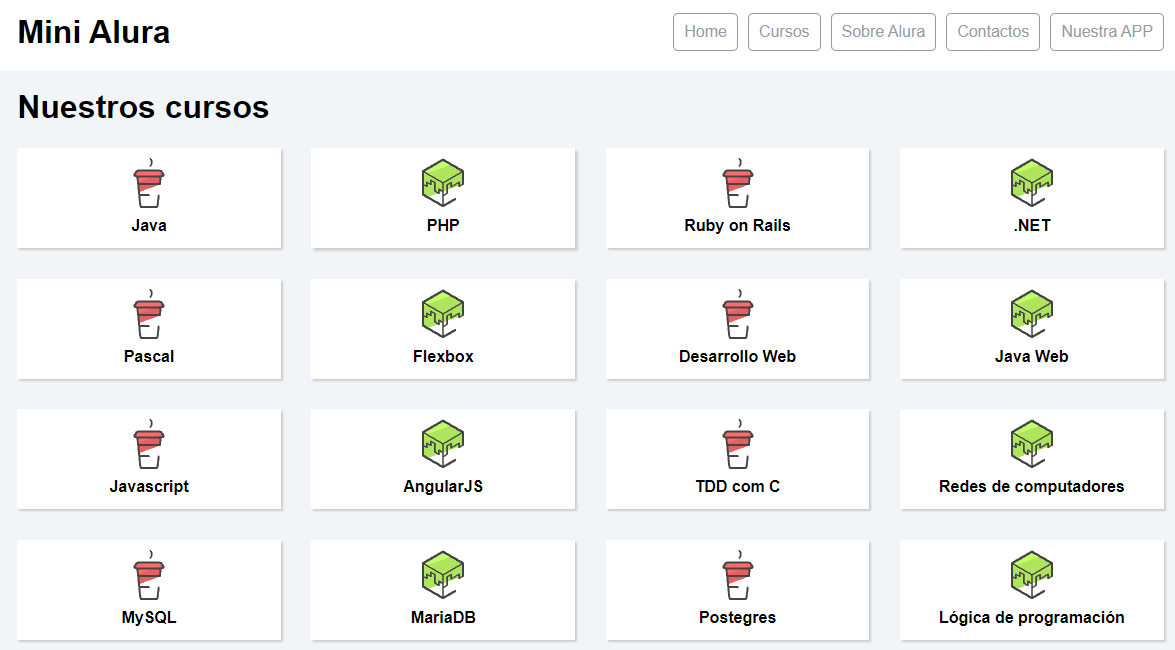 Mini Alura
Home
Cursos
Sobre Alura
Contactos
Nuestra APP
Nuestros cursos
Java
PHP
Ruby on Rails
.NET
Pascal
Flexbox
Desarrollo Web
Java Web
Javascript
AngularJS
TDD com C
Redes de computadores
MySQL
MariaDB
Postegres
Lógica de programación